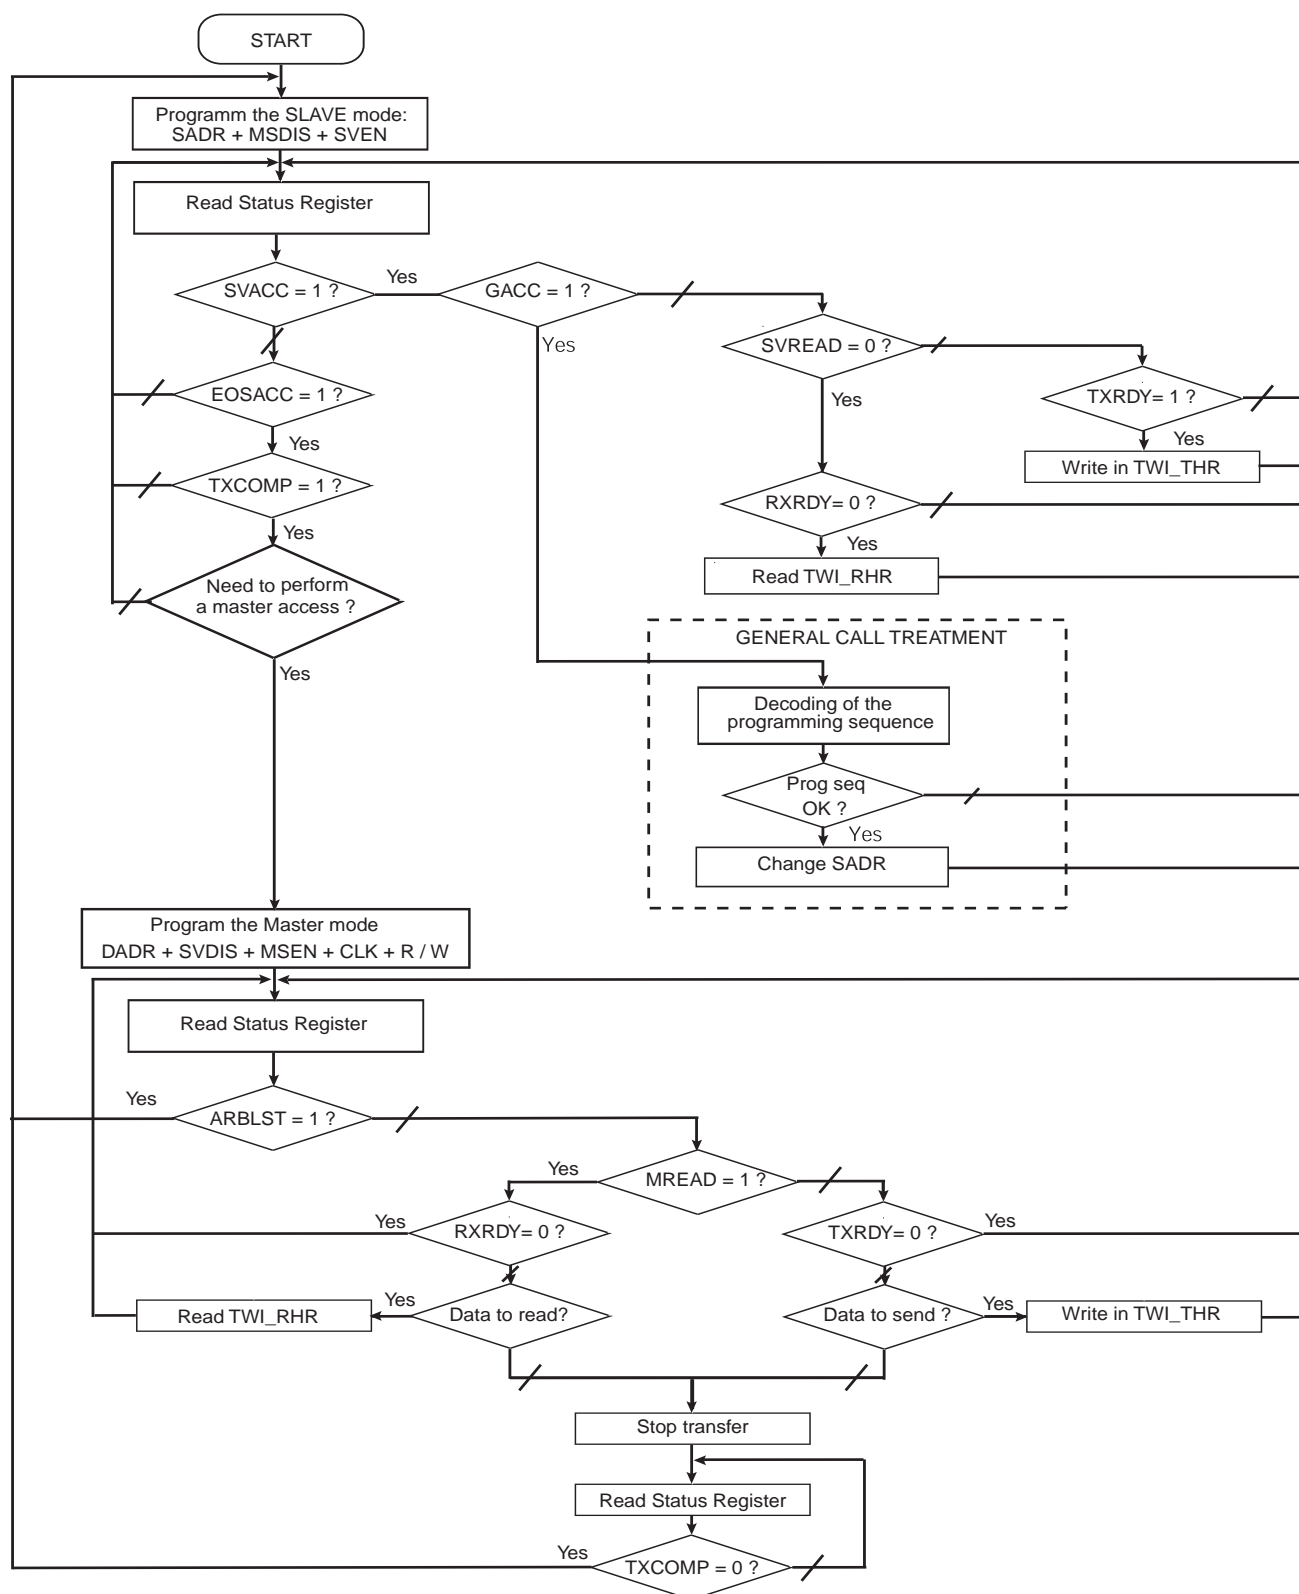 START
Programm the SLAVE mode:
SADR + MSDIS + SVEN
Read Status Register
SVACC = 1 ?
Yes
GACC = 1 ?
Yes
SVREAD = 0 ?
Yes
EOSACC = 1 ?
Yes
TXRDY= 1 ?
Yes
Write in TWI_THR
TXCOMP = 1 ?
Yes
RXRDY= 0 ?
Yes
Read TWI_RHR
Need to perform
a master access ?
Yes
GENERAL CALL TREATMENT
Decoding of the
programming sequence
Prog seq
OK ?
Yes
Change SADR
Program the Master mode
DADR + SVDIS + MSEN + CLK + R / W
Read Status Register
Yes
ARBLST = 1 ?
Yes
MREAD = 1 ?
Yes
RXRDY= 0 ?
TXRDY= 0 ?
Yes
Read TWI_RHR
Yes
Data to read?
Data to send ?
Yes
Write in TWI_THR
Stop transfer
Read Status Register
Yes
TXCOMP = 0 ?